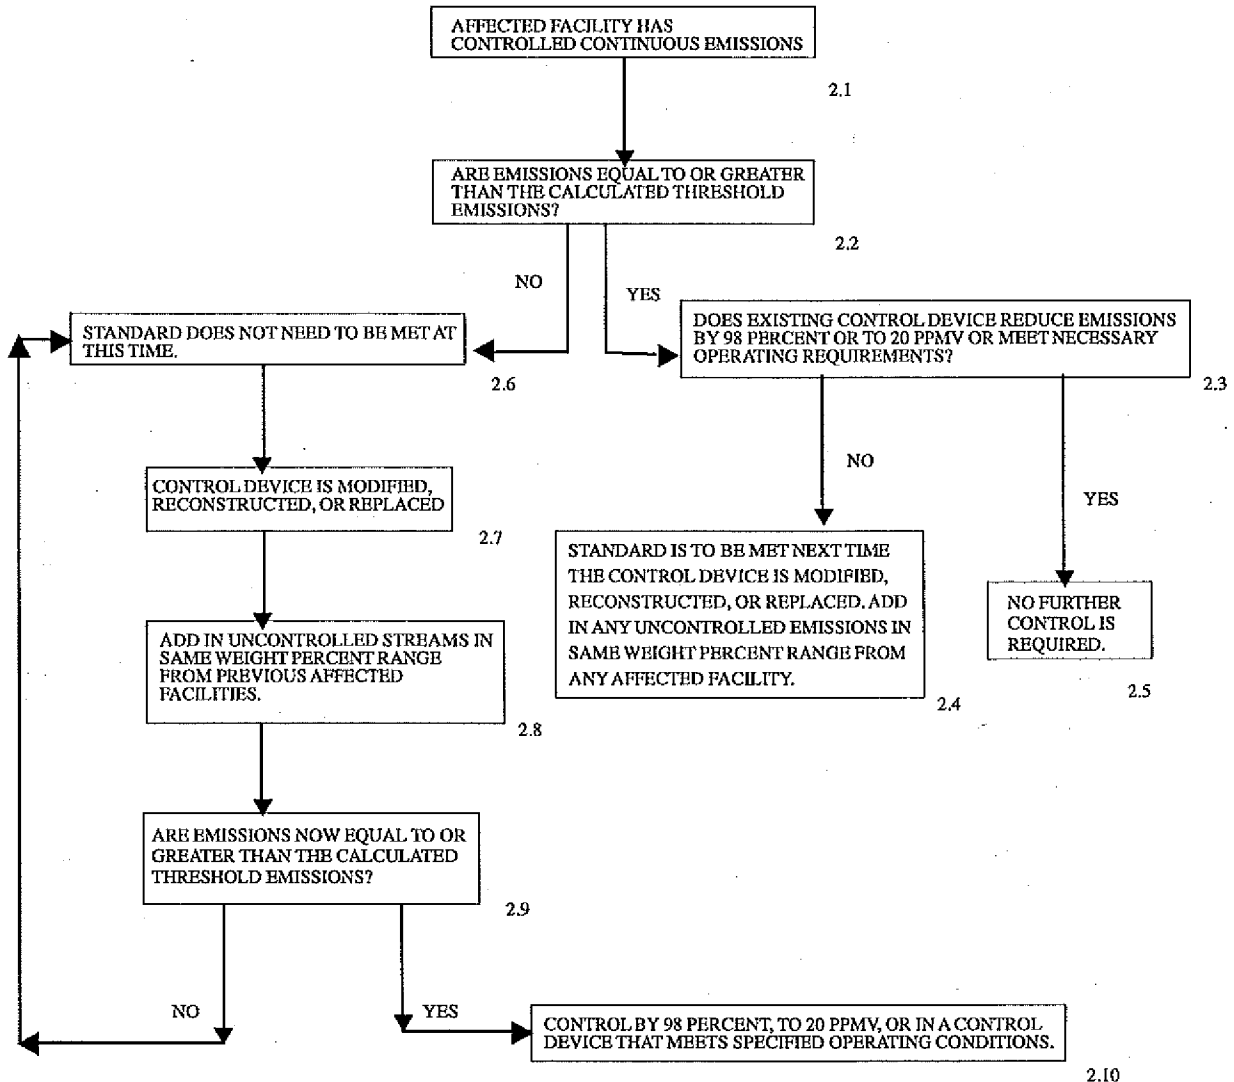 AFFECTED FACILITY HAS
CONTROLLED CONTINUOUS EMISSIONS
2.1
ARE EMISSIONS EQUAL TO OR GREATER
THAN THE CALCULATED THRESHOLD
EMISSIONS?
2.2
NO
YES
STANDARD DOES NOT NEED TO BE MET AT
THIS TIME.
2.6
DOES EXISTING CONTROL DEVICE REDUCE EMISSIONS
BY 98 PERCENT OR TO 20 PPMV OR MEET NECESSARY
OPERATING REQUIREMENTS?
2.3
NO
YES
CONTROL DEVICE IS MODIFIED,
RECONSTRUCTED, OR REPLACED
2.7
STANDARD IS TO BE MET NEXT TIME
THE CONTROL DEVICE IS MODIFIED,
RECONSTRUCTED, OR REPLACED. ADD
IN ANY UNCONTROLLED EMISSIONS IN
SAME WEIGHT PERCENT RANGE FROM
ANY AFFECTED FACILITY.
2.4
NO FURTHER
CONTROL IS
REQUIRED.
2.5
ADD IN UNCONTROLLED STREAMS IN
SAME WEIGHT PERCENT RANGE
FROM PREVIOUS AFFECTED
FACILITIES.
2.8
ARE EMISSIONS NOW EQUAL TO OR
GREATER THAN THE CALCULATED
THRESHOLD EMISSIONS?
2.9
NO
YES
CONTROL BY 98 PERCENT, TO 20 PPMV, OR IN A CONTROL
DEVICE THAT MEETS SPECIFIED OPERATING CONDITIONS.
2.10